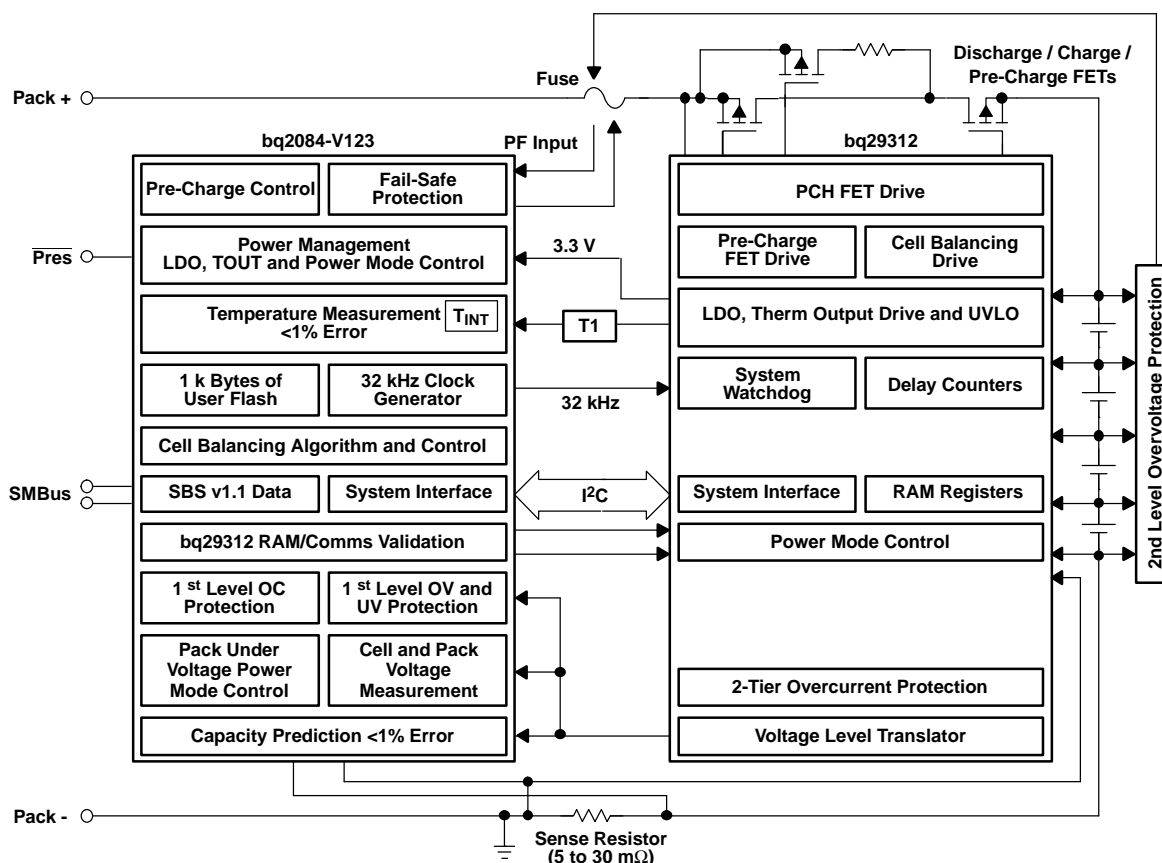 Discharge / Charge /
Pre-Charge FETs
Fuse
Pack +
bq2084-V123
PF Input
bq29312
Pre-Charge Control
Fail-Safe
Protection
PCH FET Drive
Pres
Power Management
LDO, TOUT and Power Mode Control
3.3 V
Pre-Charge
FET Drive
Cell Balancing
Drive
Temperature Measurement
<1% Error
TINT
T1
LDO, Therm Output Drive and UVLO
1 k Bytes of
User Flash
32 kHz Clock
Generator
32 kHz
System
Watchdog
Delay Counters
Cell Balancing Algorithm and Control
SMBus
SBS v1.1 Data
System Interface
I²C
System Interface
RAM Registers
bq29312 RAM/Comms Validation
Power Mode Control
2nd Level Overvoltage Protection
1 st Level OC
Protection
1 st Level OV and
UV Protection
Pack Under
Voltage Power
Mode Control
Cell and Pack
Voltage
Measurement
2-Tier Overcurrent Protection
Capacity Prediction <1% Error
Voltage Level Translator
Pack -
Sense Resistor
(5 to 30 mΩ)